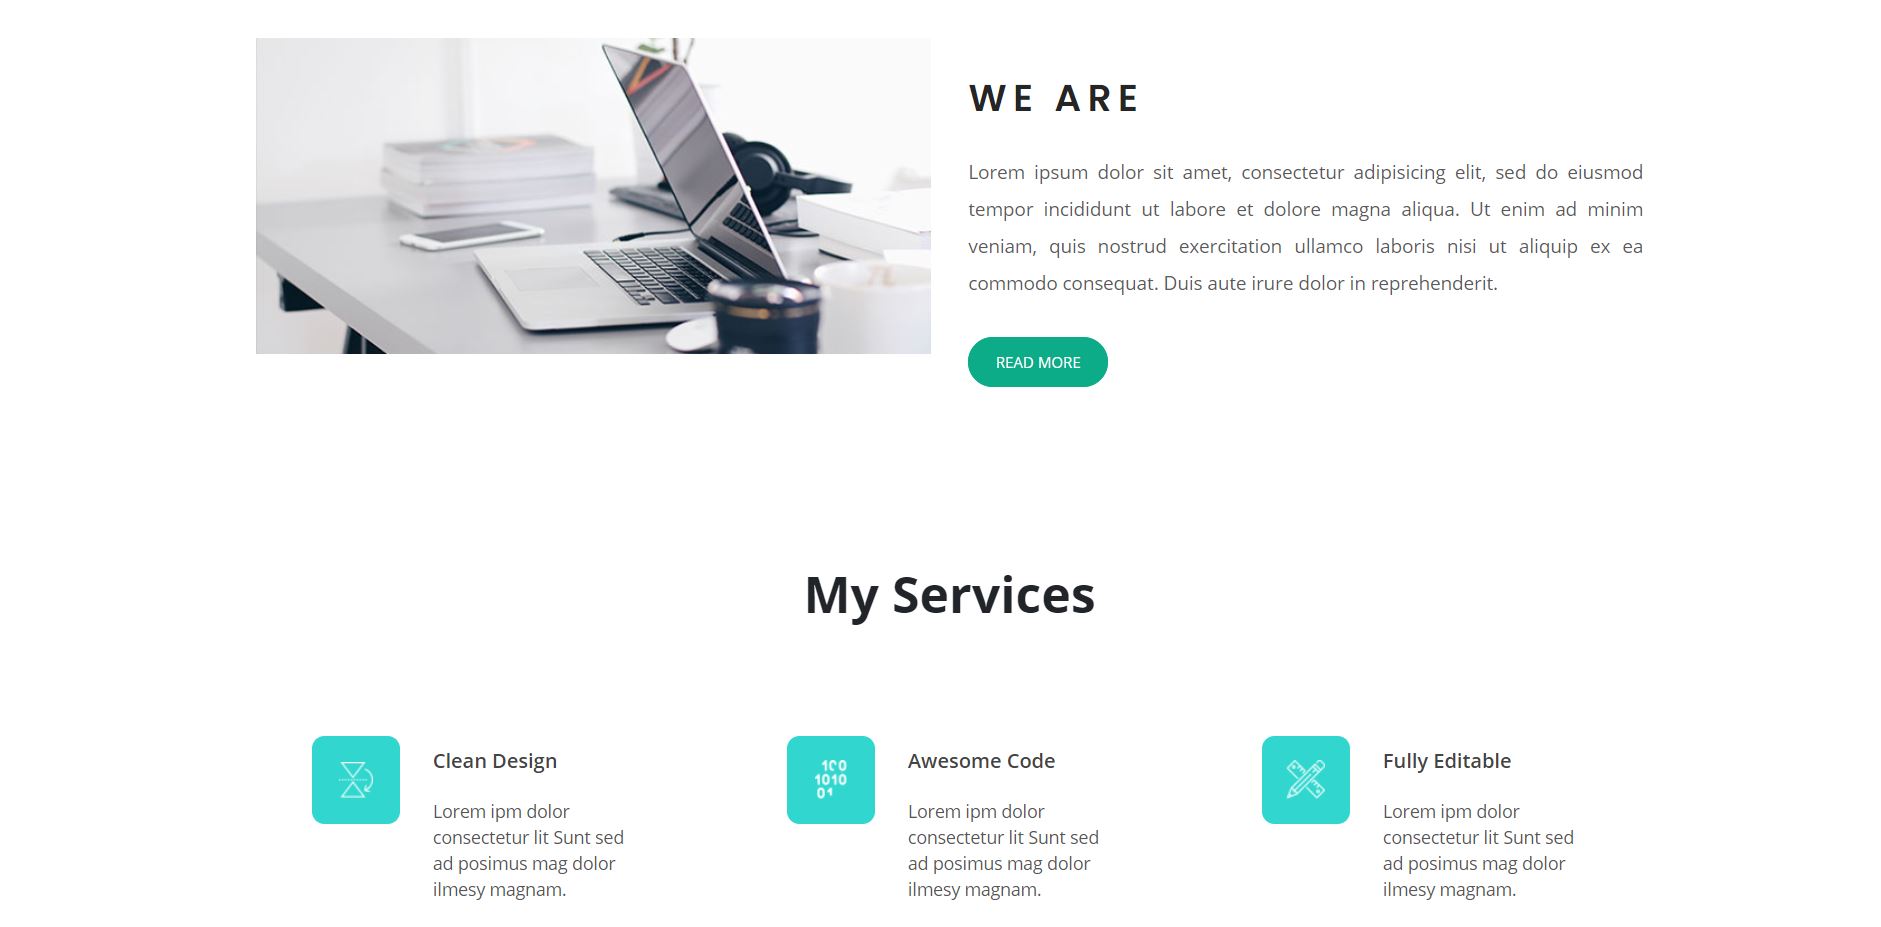 WE ARE
Lorem ipsum dolor sit amet, consectetur adipisicing elit, sed do eiusmod
tempor incididunt ut labore et dolore magna aliqua. Ut enim ad minim
veniam, quis nostrud exercitation ullamco laboris nisi ut aliquip ex ea
commodo consequat. Duis aute irure dolor in reprehenderit.
READ MORE
My Services
100
1010
01
Clean Design
Lorem ipm dolor
consectetur lit Sunt sed
ad posimus mag dolor
ilmesy magnam.
Awesome Code
Lorem ipm dolor
consectetur lit Sunt sed
ad posimus mag dolor
ilmesy magnam.
Fully Editable
Lorem ipm dolor
consectetur lit Sunt sed
ad posimus mag dolor
ilmesy magnam.